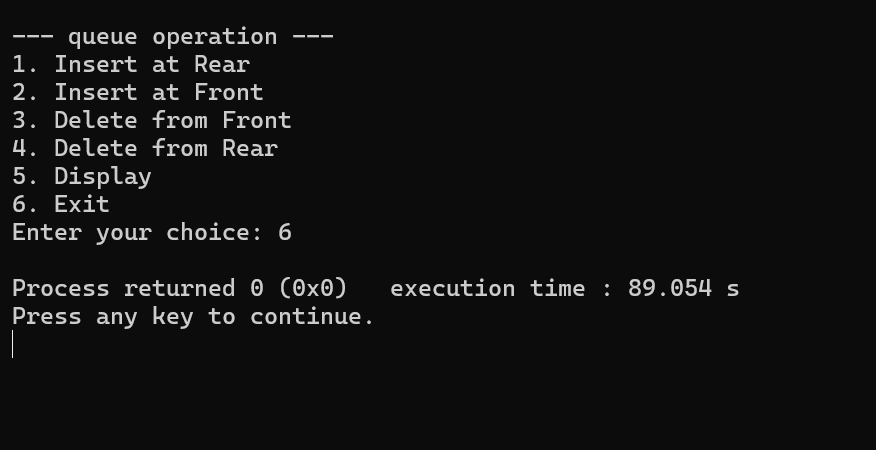 --- queue operation ---
1. Insert at Rear
2. Insert at Front
3. Delete from Front
4. Delete from Rear
5. Display
6. Exit
Enter your choice: 6
Process returned 0 (0x0)   execution time : 89.054 s
Press any key to continue.